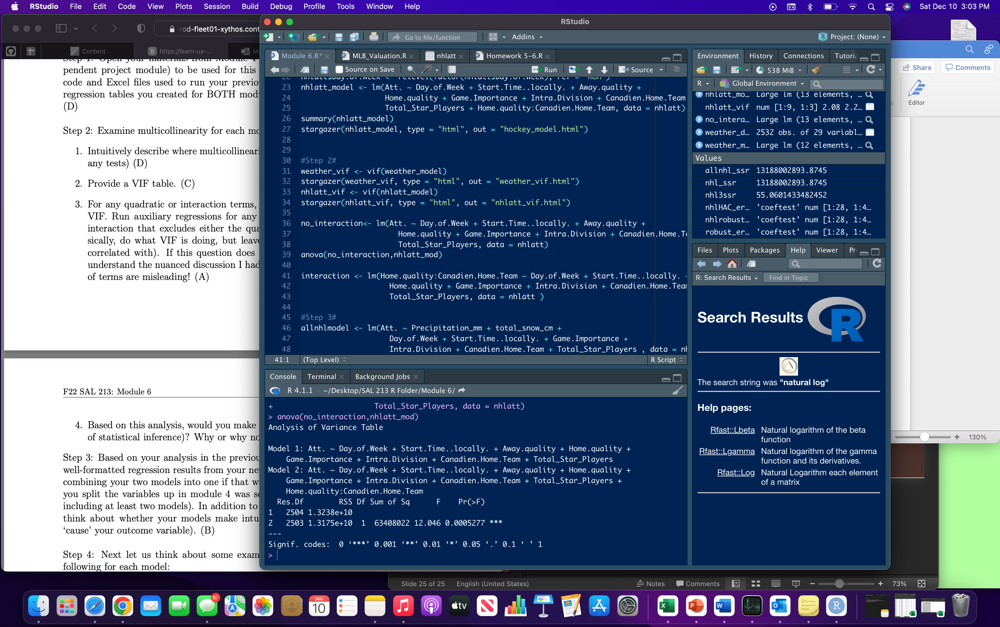 RStudio File Edit Code View Plots Session Build Debug Profile Tools Window Help
Sat Dec 10 3:03 PM
rod-fleet01-xythos.cont
Content
https://learn-us-...
pendent project module) to be used for this
code and Excel files used to run your previo
regression tables you created for BOTH mod
(D)
Step 2: Examine multicollinearity for each mo
1. Intuitively describe where multicollineari
any tests) (D)
2. Provide a VIF table. (C)
3. For any quadratic or interaction terms,
VIF. Run auxiliary regressions for any
interaction that excludes either the qua
sically, do what VIF is doing, but leave
correlated with). If this question does
understand the nuanced discussion I had
of terms are misleading! (A)
F22 SAL 213: Module 6
4. Based on this analysis, would you make
of statistical inference)? Why or why no
Step 3: Based on your analysis in the previou
well-formatted regression results from your ne
combining your two models into one if that w
you split the variables up in module 4 was so
including at least two models). In addition to
think about whether your models make intu
‘cause’ your outcome variable). (B)
Step 4: Next let us think about some exam
following for each model:
RStudio
Go to file/function
Addins
Project: (None)
Module 6.R*
MLB_Valuation.R
nhlatt
Homework 5-6.R
Source on Save
Run
Source
23 nhlatt_model <- lm(Att. ~ Day.of.Week + Start.Time..locally. + Away.quality +
24 Home.quality + Game.Importance + Intra.Division + Canadien.Home.Team
25 Total_Star_Players + Home.quality:Canadien.Home.Team, data = nhlatt)
26 summary(nhlatt_model)
27 stargazer(nhlatt_model, type = "html", out = "hockey_model.html")
28
29
30 #Step 2#
31 weather_vif <- vif(weather_model)
32 stargazer(weather_vif, type = "html", out = "weather_vif.html")
33 nhlatt_vif <- vif(nhlatt_model)
34 stargazer(nhlatt_vif, type = "html", out = "nhlatt_vif.html")
35
36 no_interaction<- lm(Att. ~ Day.of.Week + Start.Time..locally. + Away.quality +
37 Home.quality + Game.Importance + Intra.Division + Canadien.Home.Te
38 Total_Star_Players, data = nhlatt)
39 anova(no_interaction,nhlatt_mod)
40
41 interaction <- lm(Home.quality:Canadien.Home.Team ~ Day.of.Week + Start.Time..locally.
42 Home.quality + Game.Importance + Intra.Division + Canadien.Home.Tear
43 Total_Star_Players, data = nhlatt )
44
45 #Step 3#
46 allnhlmodel <- lm(Att. ~ Precipitation_mm + total_snow_cm +
47 Day.of.Week + Start.Time..locally. + Game.Importance +
48 Intra.Division + Canadien.Home.Team + Total_Star_Players , data = nl
41:1 (Top Level) R Script
Console
Terminal
Background Jobs
R 4.1.1 · ~/Desktop/SAL 213 R Folder/Module 6/
+ Total_Star_Players, data = nhlatt)
> anova(no_interaction,nhlatt_mod)
Analysis of Variance Table
Model 1: Att. ~ Day.of.Week + Start.Time..locally. + Away.quality + Home.quality +
Game.Importance + Intra.Division + Canadien.Home.Team + Total_Star_Players
Model 2: Att. ~ Day.of.Week + Start.Time..locally. + Away.quality + Home.quality +
Game.Importance + Intra.Division + Canadien.Home.Team + Total_Star_Players +
Home.quality:Canadien.Home.Team
Res.Df RSS Df Sum of Sq F Pr(>F)
1 2504 1.3238e+10
2 2503 1.3175e+10 1 63408022 12.046 0.0005277 ***
---
Signif. codes: 0 ‘***’ 0.001 ‘**’ 0.01 ‘*’ 0.05 ‘.’ 0.1 ‘ ’ 1
>
Environment History Connections Tutoria
538 MiB
R Global Environment
nhlatt_mo... Large lm (13 elements, ...
nhlatt_vif num [1:9, 1:3] 2.08 2.2...
no_intera... Large lm (13 elements, ...
weather_d... 2532 obs. of 29 variabl...
weather_m... Large lm (12 elements, ...
Values
allnhl_ssr 13188002893.8745
nhl_ssr 13188002893.8745
nhl3ssr 55.0601433482452
nhlHAC_er... 'coeftest' num [1:28, 1:4...
nhlrobust... 'coeftest' num [1:28, 1:4...
robust_er... 'coeftest' num [1:28, 1:4...
Files Plots Packages Help Viewer Pr
R: Search Results
Find in Topic
Search Results
The search string was "natural log"
Help pages:
Rfast::Lbeta Natural logarithm of the beta
function
Rfast::Lgamma Natural logarithm of the gamma
function and its derivatives.
Rfast::Log Natural Logarithm each element
of a matrix
Share
Comments
Editor
130%
Slide 25 of 25 English (United States)
Notes Comments 73%
67
DEC
10
tv